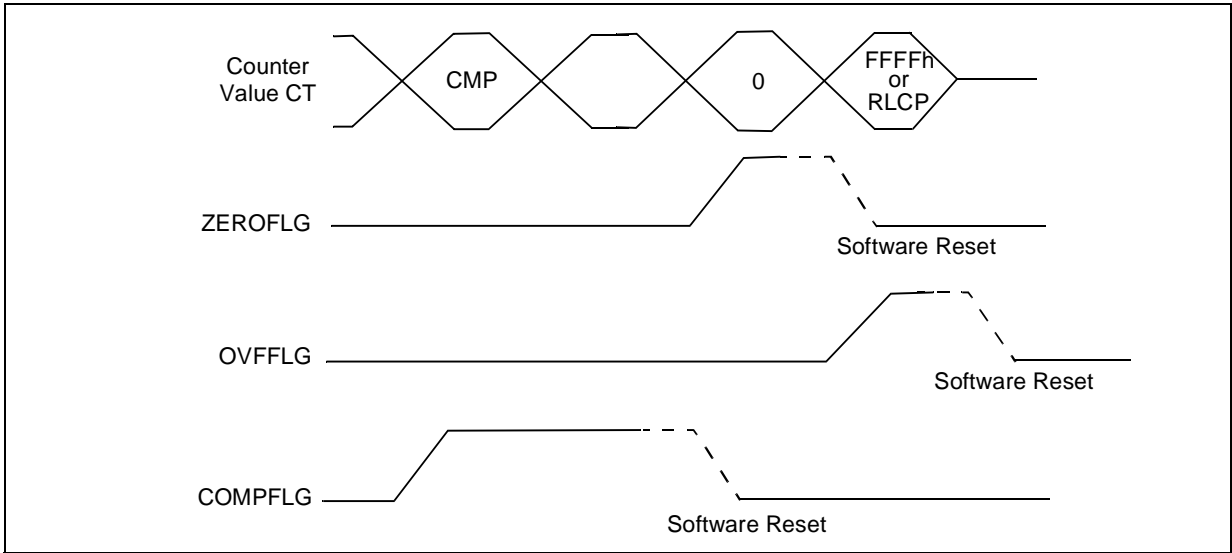 Counter
Value CT
CMP
0
FFFFh
or
RLCP
ZEROFLG
Software Reset
OVFFLG
Software Reset
COMPFLG
Software Reset